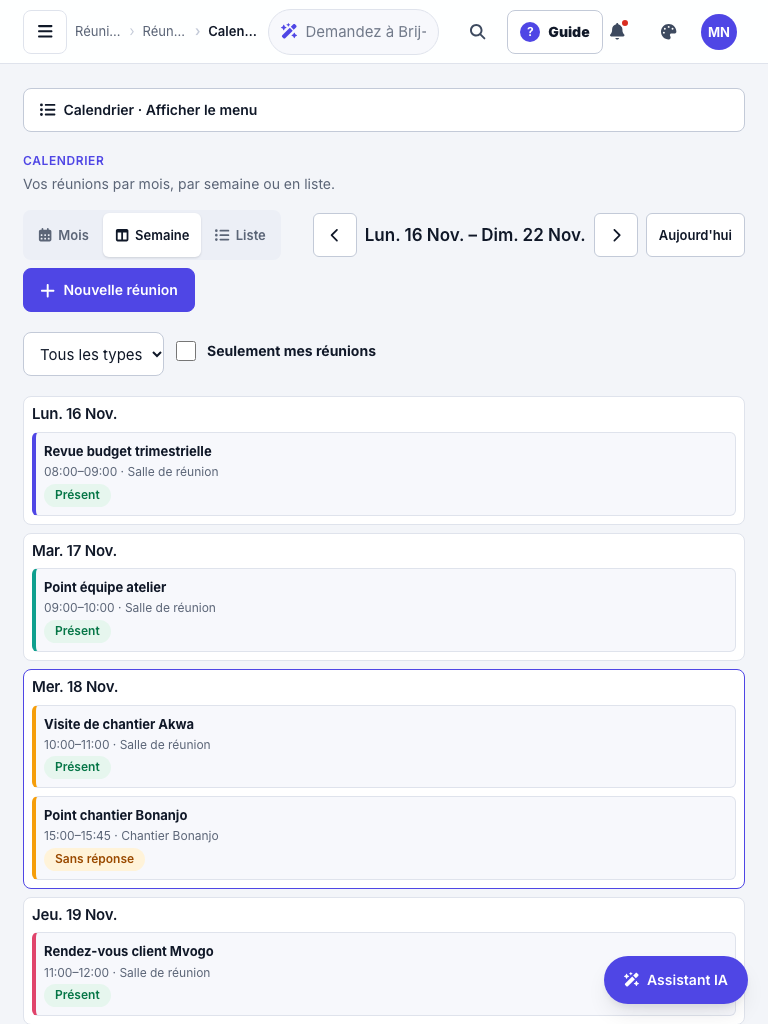 Réuni... › Réun... › Calen... Demandez à Brij- ? Guide MN
Calendrier · Afficher le menu
CALENDRIER
Vos réunions par mois, par semaine ou en liste.
Mois Semaine Liste Lun. 16 Nov. – Dim. 22 Nov. Aujourd'hui
Nouvelle réunion
Tous les types Seulement mes réunions
Lun. 16 Nov.
Revue budget trimestrielle
08:00–09:00 · Salle de réunion
Présent
Mar. 17 Nov.
Point équipe atelier
09:00–10:00 · Salle de réunion
Présent
Mer. 18 Nov.
Visite de chantier Akwa
10:00–11:00 · Salle de réunion
Présent
Point chantier Bonanjo
15:00–15:45 · Chantier Bonanjo
Sans réponse
Jeu. 19 Nov.
Rendez-vous client Mvogo
11:00–12:00 · Salle de réunion
Présent
Assistant IA